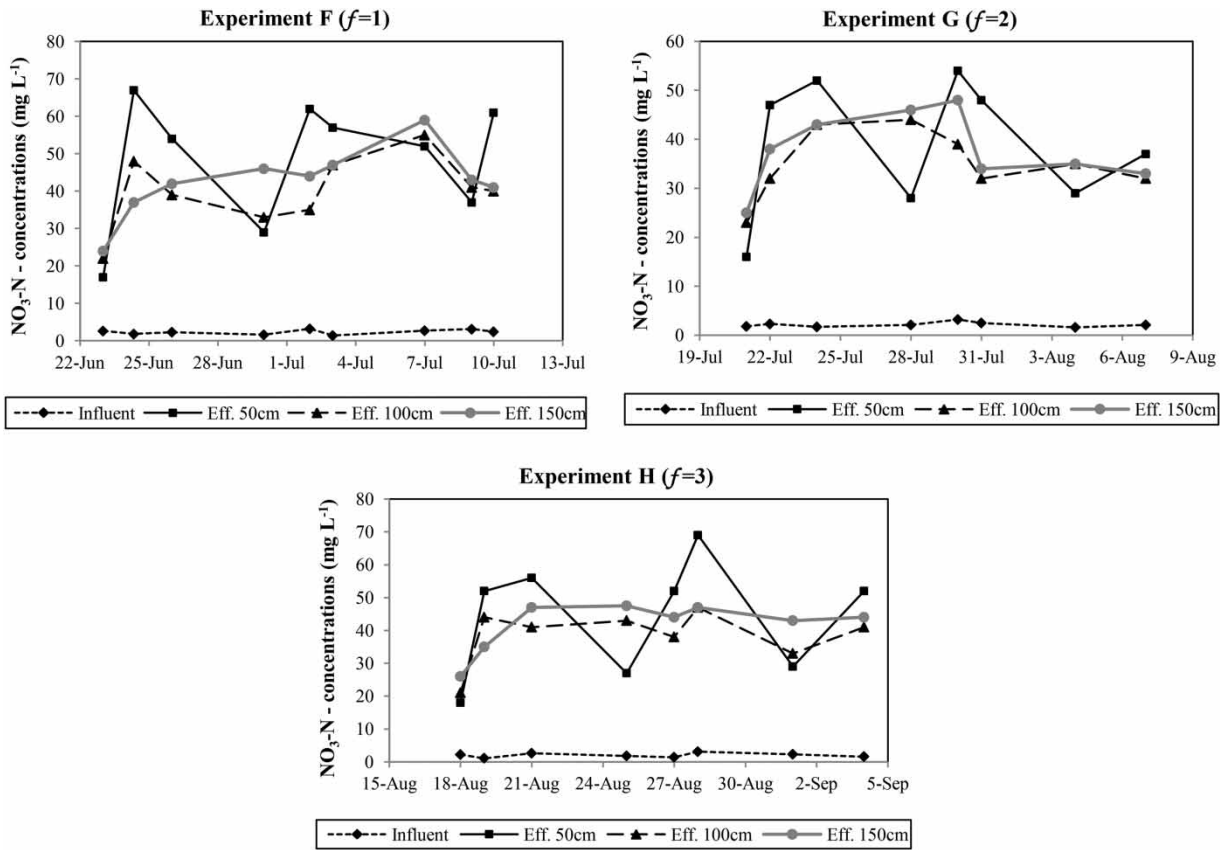 Experiment F (f=1)
NO₃-N - concentrations (mg L⁻¹)
80
70
60
50
40
30
20
10
0
22-Jun 25-Jun 28-Jun 1-Jul 4-Jul 7-Jul 10-Jul 13-Jul
Influent Eff. 50cm Eff. 100cm Eff. 150cm
Experiment G (f=2)
NO₃-N - concentrations (mg L⁻¹)
60
50
40
30
20
10
0
19-Jul 22-Jul 25-Jul 28-Jul 31-Jul 3-Aug 6-Aug 9-Aug
Influent Eff. 50cm Eff. 100cm Eff. 150cm
Experiment H (f=3)
NO₃-N - concentrations (mg L⁻¹)
80
70
60
50
40
30
20
10
0
15-Aug 18-Aug 21-Aug 24-Aug 27-Aug 30-Aug 2-Sep 5-Sep
Influent Eff. 50cm Eff. 100cm Eff. 150cm